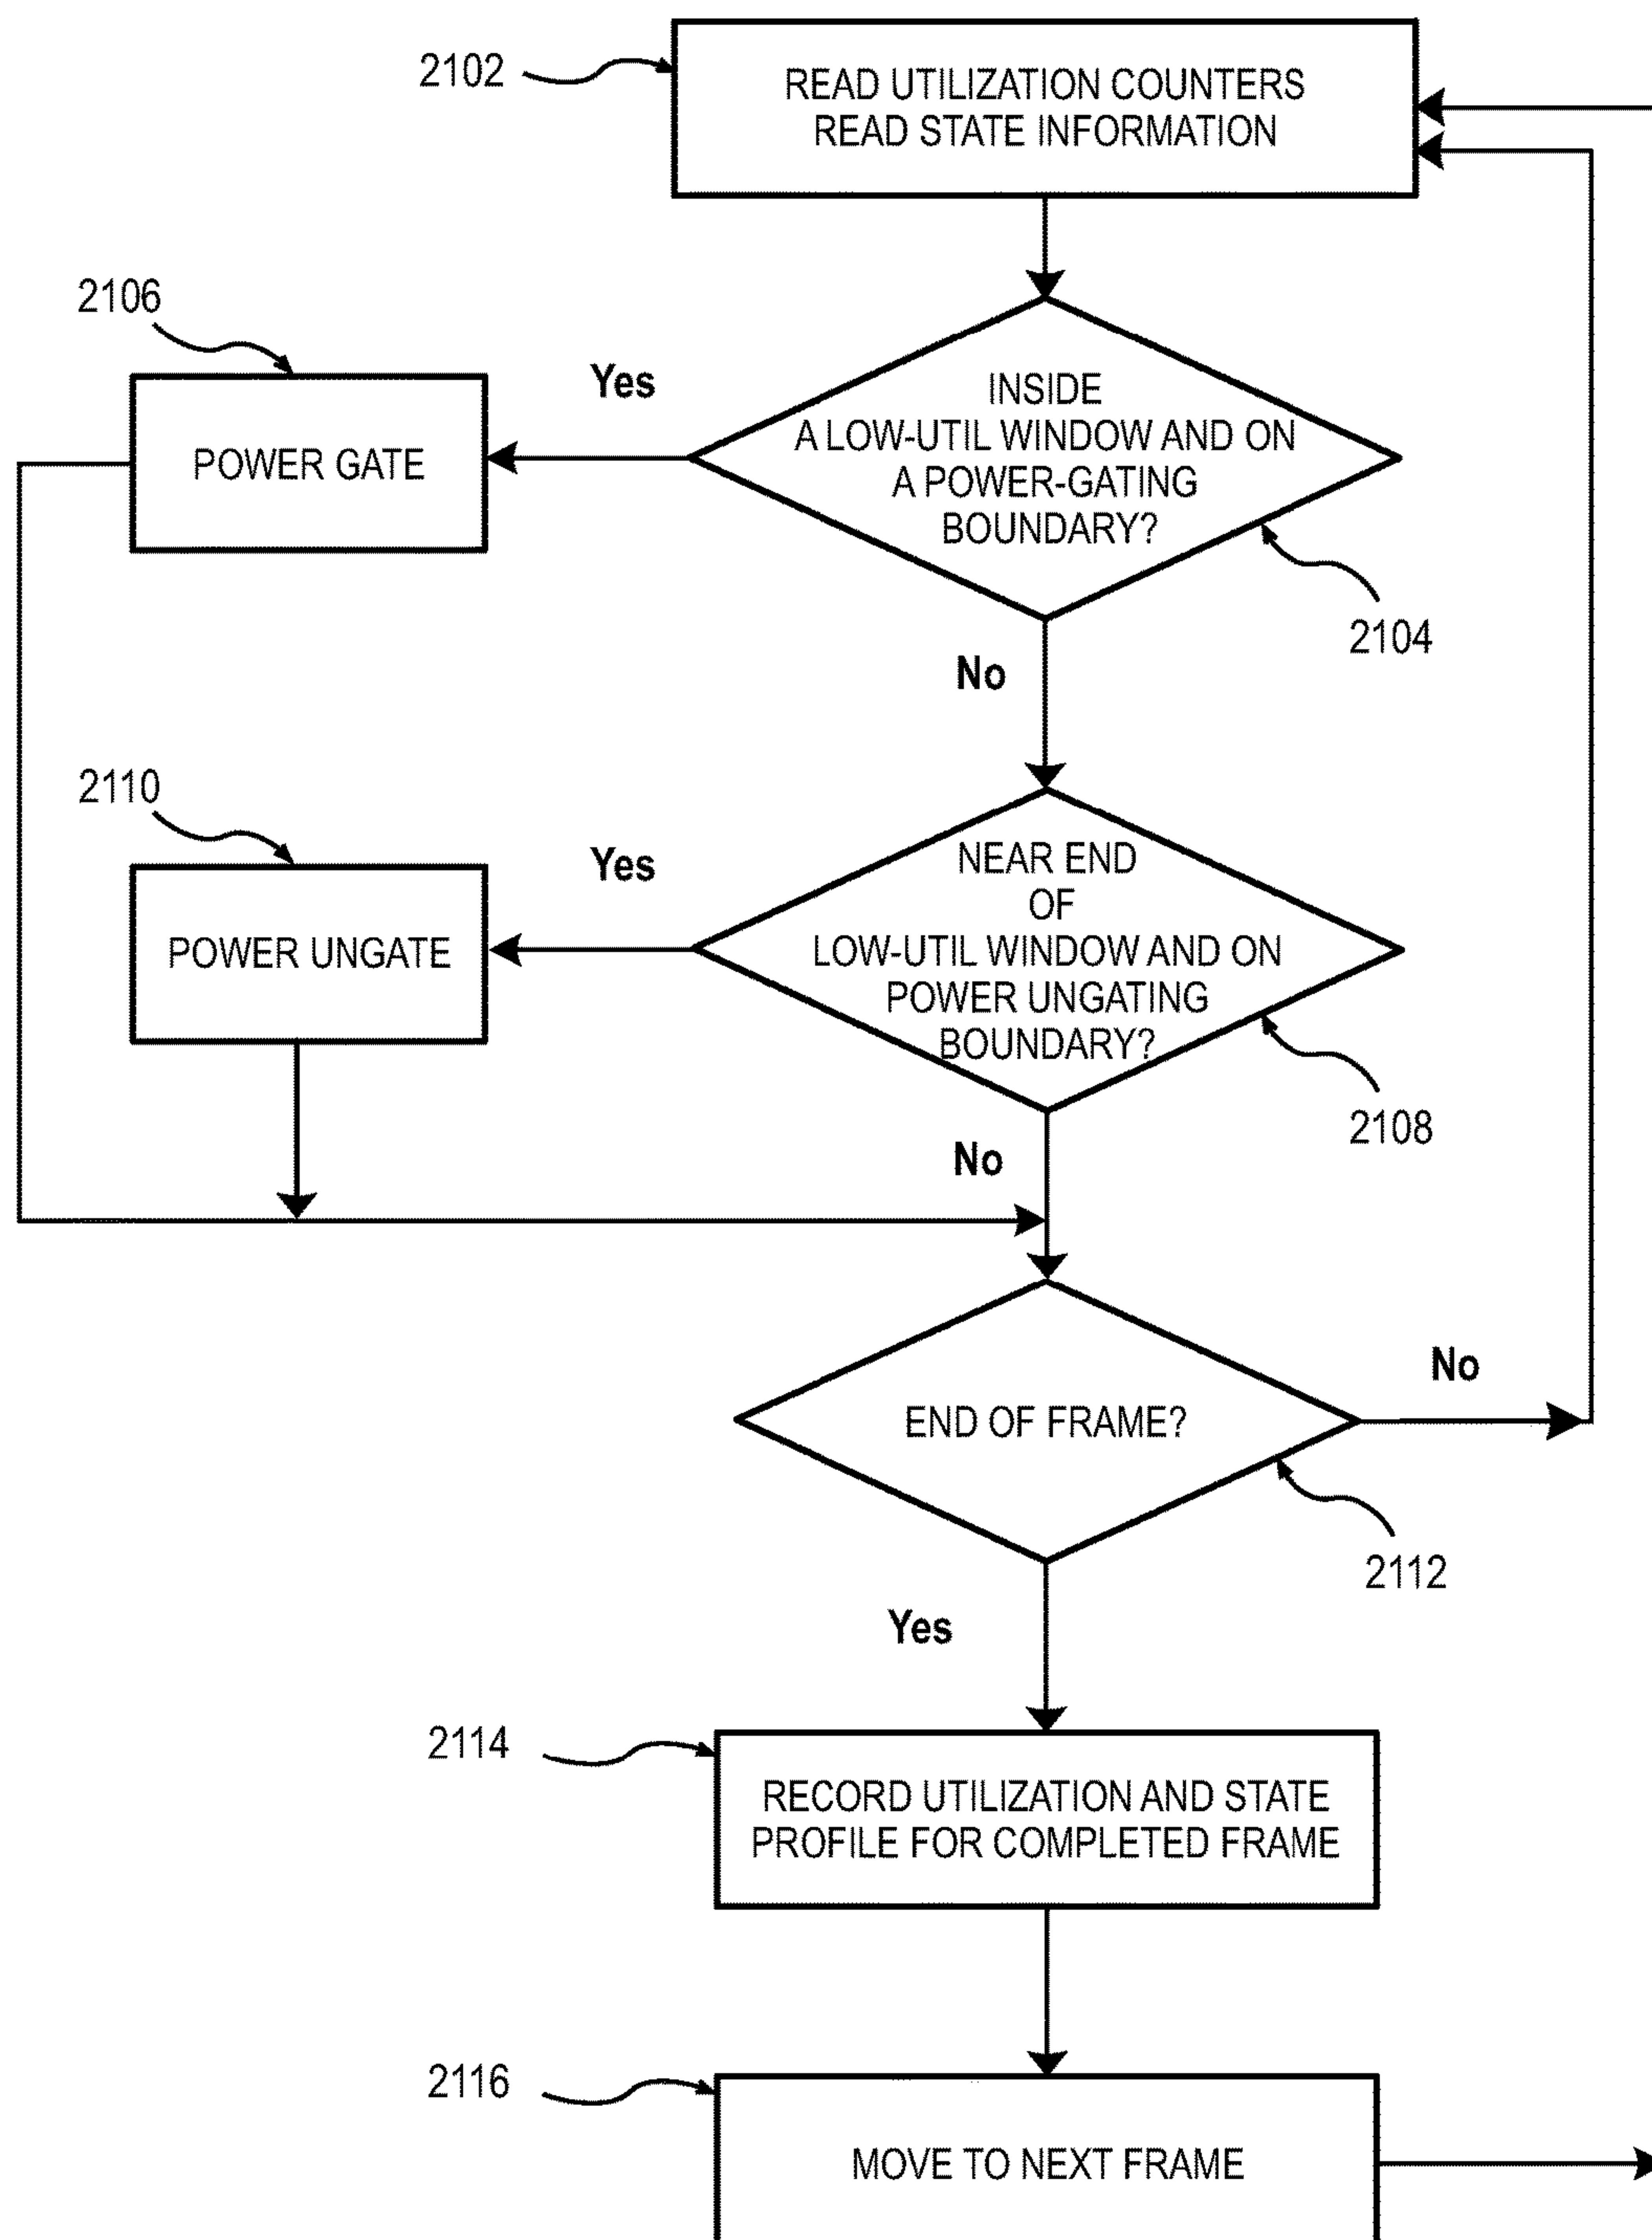 2102
READ UTILIZATION COUNTERS
READ STATE INFORMATION
2106
Yes
POWER GATE
INSIDE
A LOW-UTIL WINDOW AND ON
A POWER-GATING
BOUNDARY?
2104
No
2110
Yes
POWER UNGATE
NEAR END
OF
LOW-UTIL WINDOW AND ON
POWER UNGATING
BOUNDARY?
2108
No
END OF FRAME?
No
2112
Yes
2114
RECORD UTILIZATION AND STATE
PROFILE FOR COMPLETED FRAME
2116
MOVE TO NEXT FRAME